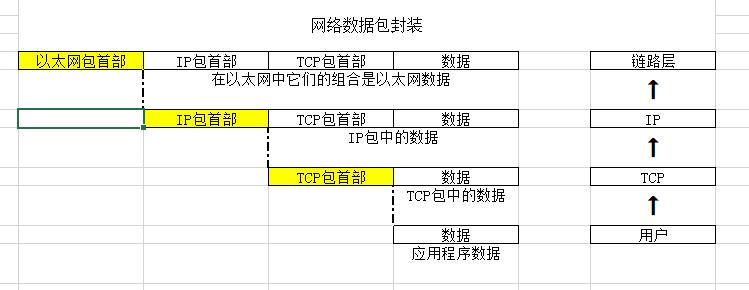 网络数据包封装
以太网包首部 IP包首部 TCP包首部 数据 链路层
在以太网中它们的组合是以太网数据
IP包首部 TCP包首部 数据 IP
IP包中的数据
TCP包首部 数据 TCP
TCP包中的数据
数据 用户
应用程序数据